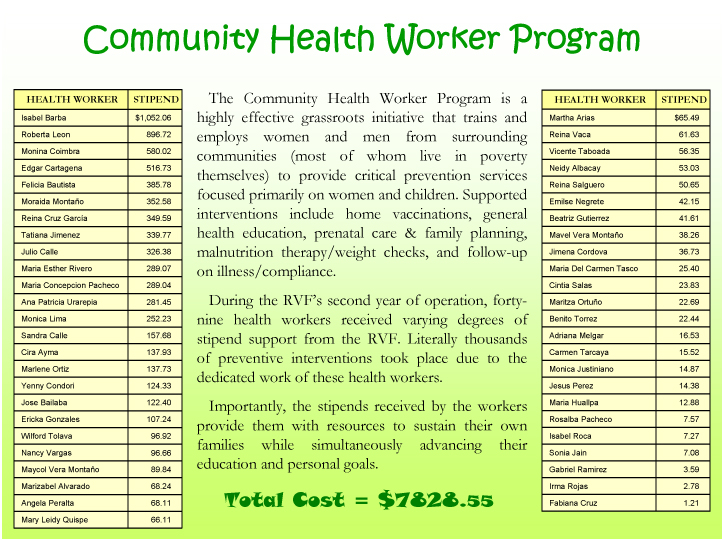 Community Health Worker Program
HEALTH WORKER STIPEND
Isabel Barba $1,052.06
Roberta Leon 896.72
Monina Coimbra 580.02
Edgar Cartagena 516.73
Felicia Bautista 385.78
Moraida Montaño 352.58
Reina Cruz García 349.59
Tatiana Jimenez 339.77
Julio Calle 326.38
Maria Esther Rivero 289.07
Maria Concepcion Pacheco 289.04
Ana Patricia Urarepia 281.45
Monica Lima 252.23
Sandra Calle 157.68
Cira Ayma 137.93
Marlene Ortiz 137.73
Yenny Condori 124.33
Jose Bailaba 122.40
Ericka Gonzales 107.24
Wilford Tolava 96.92
Nancy Vargas 96.66
Maycol Vera Montaño 89.84
Marizabel Alvarado 68.24
Angela Peralta 68.11
Mary Leidy Quispe 66.11
The Community Health Worker Program is a
highly effective grassroots initiative that trains and
employs women and men from surrounding
communities (most of whom live in poverty
themselves) to provide critical prevention services
focused primarily on women and children. Supported
interventions include home vaccinations, general
health education, prenatal care & family planning,
malnutrition therapy/weight checks, and follow-up
on illness/compliance.
During the RVF's second year of operation, forty-
nine health workers received varying degrees of
stipend support from the RVF. Literally thousands
of preventive interventions took place due to the
dedicated work of these health workers.
Importantly, the stipends received by the workers
provide them with resources to sustain their own
families while simultaneously advancing their
education and personal goals.
Total Cost = $7828.55
HEALTH WORKER STIPEND
Martha Arias $65.49
Reina Vaca 61.63
Vicente Taboada 56.35
Neidy Albacay 53.03
Reina Salguero 50.65
Emilse Negrete 42.15
Beatriz Gutierrez 41.61
Mavel Vera Montaño 38.26
Jimena Cordova 36.73
Maria Del Carmen Tasco 25.40
Cintia Salas 23.83
Maritza Ortuño 22.69
Benito Torrez 22.44
Adriana Melgar 16.53
Carmen Tarcaya 15.52
Monica Justiniano 14.87
Jesus Perez 14.38
Maria Huallpa 12.88
Rosalba Pacheco 7.57
Isabel Roca 7.27
Sonia Jain 7.08
Gabriel Ramirez 3.59
Irma Rojas 2.78
Fabiana Cruz 1.21